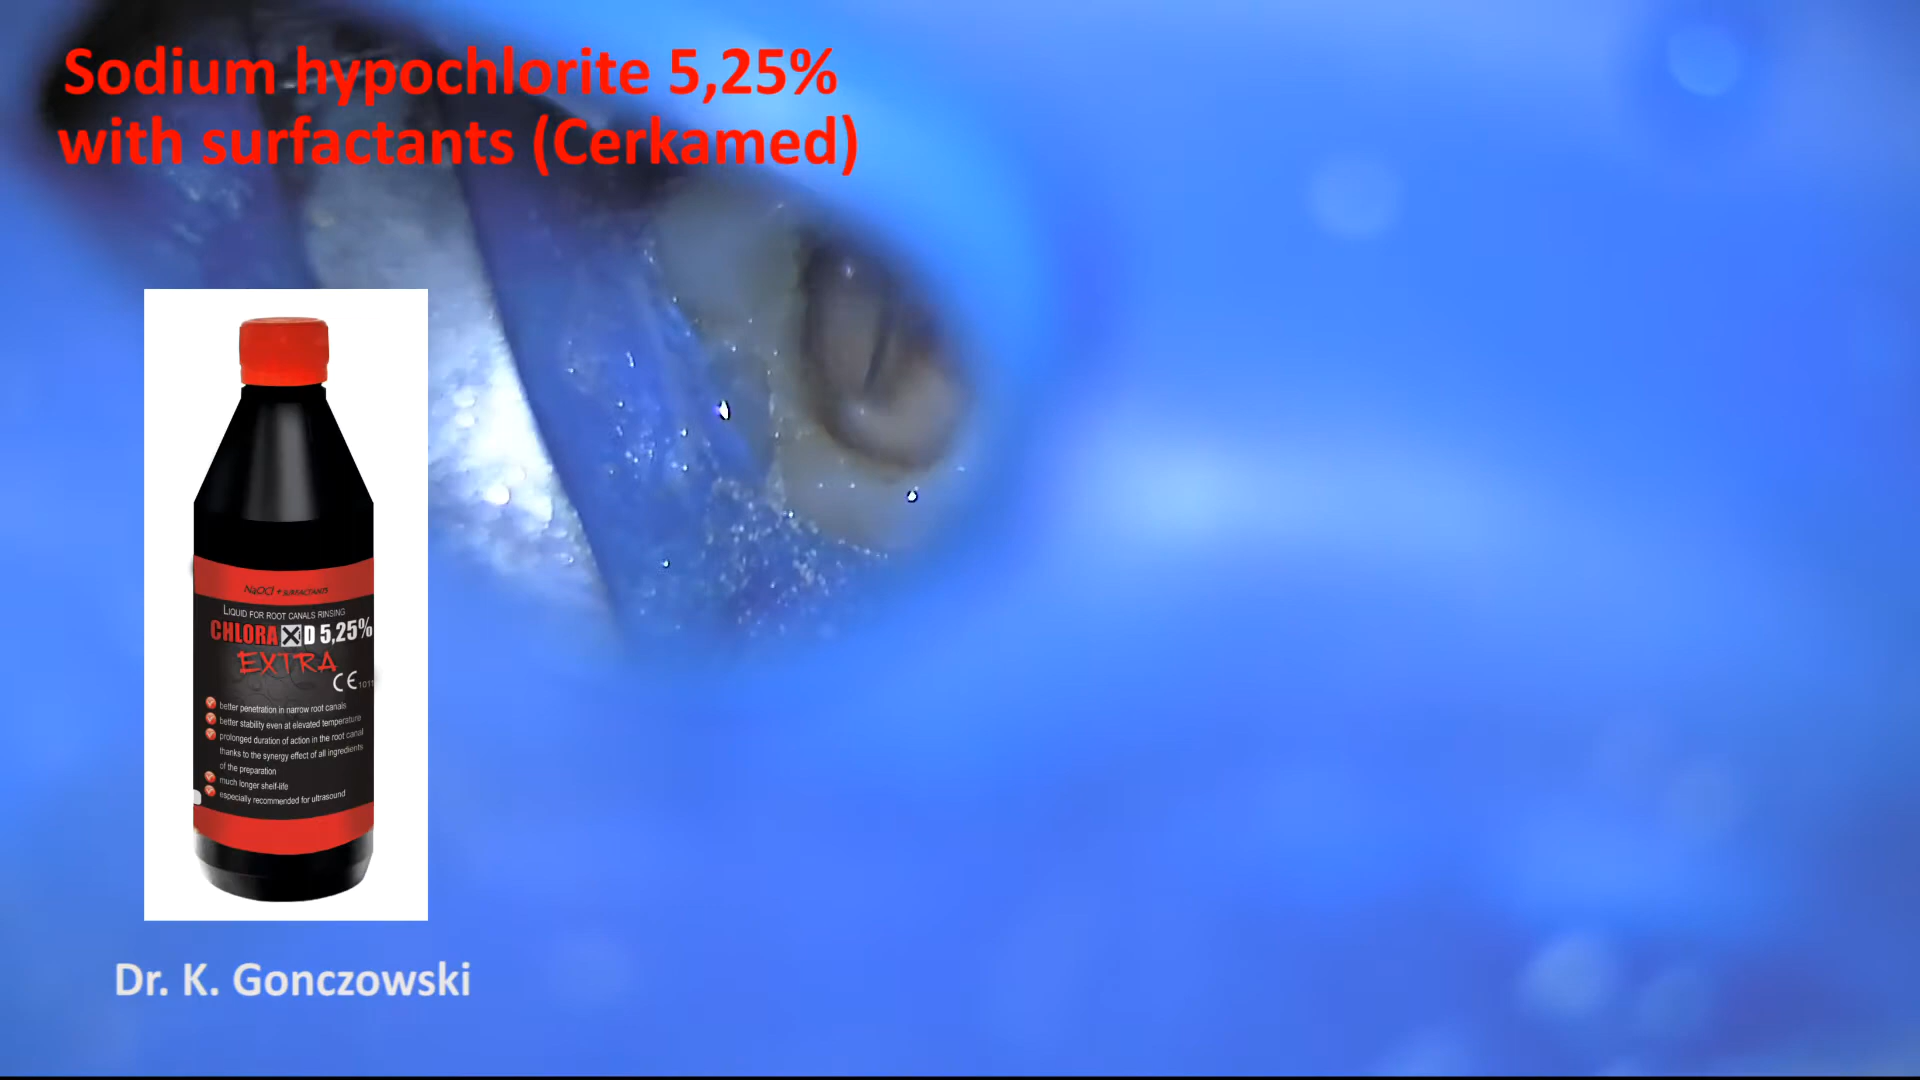 Sodium hypochlorite 5,25%
with surfactants (Cerkamed)
NaOCl + SURFACTANTS
LIQUID FOR ROOT CANALS RINSING
CHLORAXD 5,25%
EXTRA
CE 1011
better penetration in narrow root canals
better stability even at elevated temperature
prolonged duration of action in the root canal
thanks to the synergy effect of all ingredients
of the preparation
much longer shelf-life
especially recommended for ultrasound
Dr. K. Gonczowski